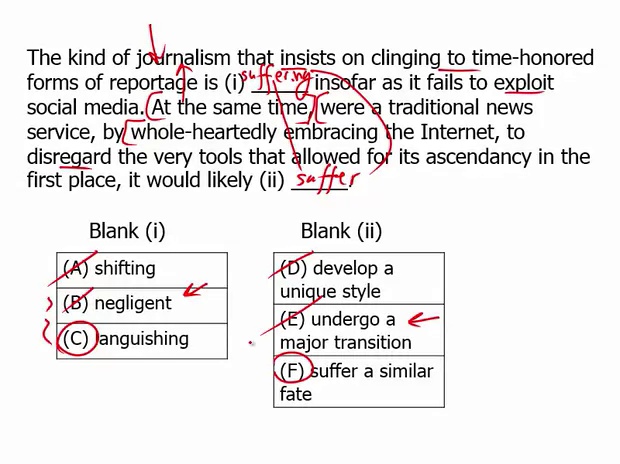 The kind of journalism that insists on clinging to time-honored
forms of reportage is (i) suffering insofar as it fails to exploit
social media. At the same time, were a traditional news
service, by whole-heartedly embracing the Internet, to
disregard the very tools that allowed for its ascendancy in the
first place, it would likely (ii) suffer.
Blank (i)
Blank (ii)
(A) shifting
(B) negligent
(C) languishing
(D) develop a
unique style
(E) undergo a
major transition
(F) suffer a similar
fate